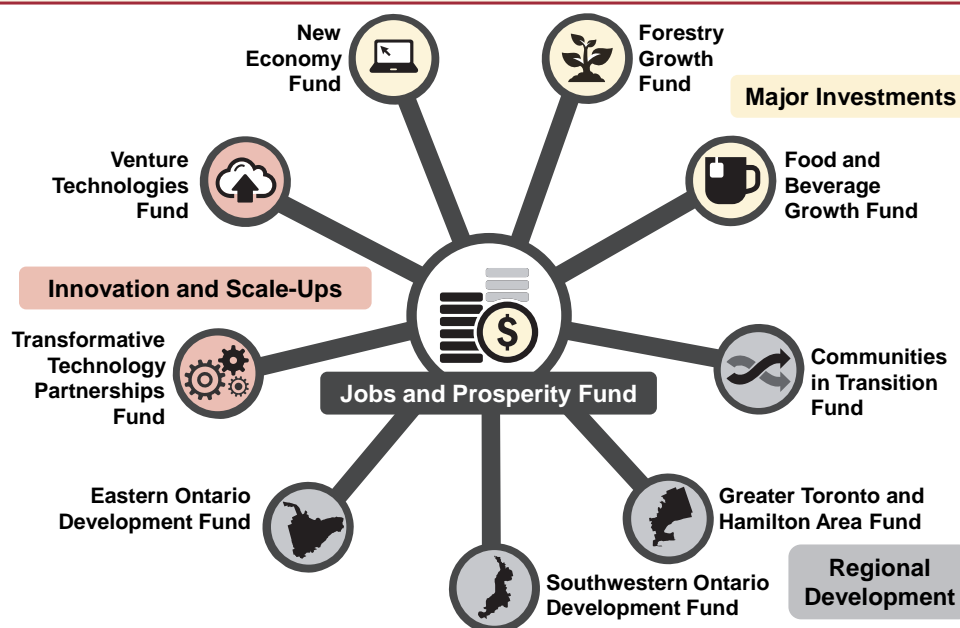 New
Economy
Fund
Forestry
Growth
Fund
Major Investments
Venture
Technologies
Fund
Food and
Beverage
Growth Fund
Innovation and Scale-Ups
$
Transformative
Technology
Partnerships
Fund
Jobs and Prosperity Fund
Communities
in Transition
Fund
Eastern Ontario
Development Fund
Greater Toronto and
Hamilton Area Fund
Southwestern Ontario
Development Fund
Regional
Development